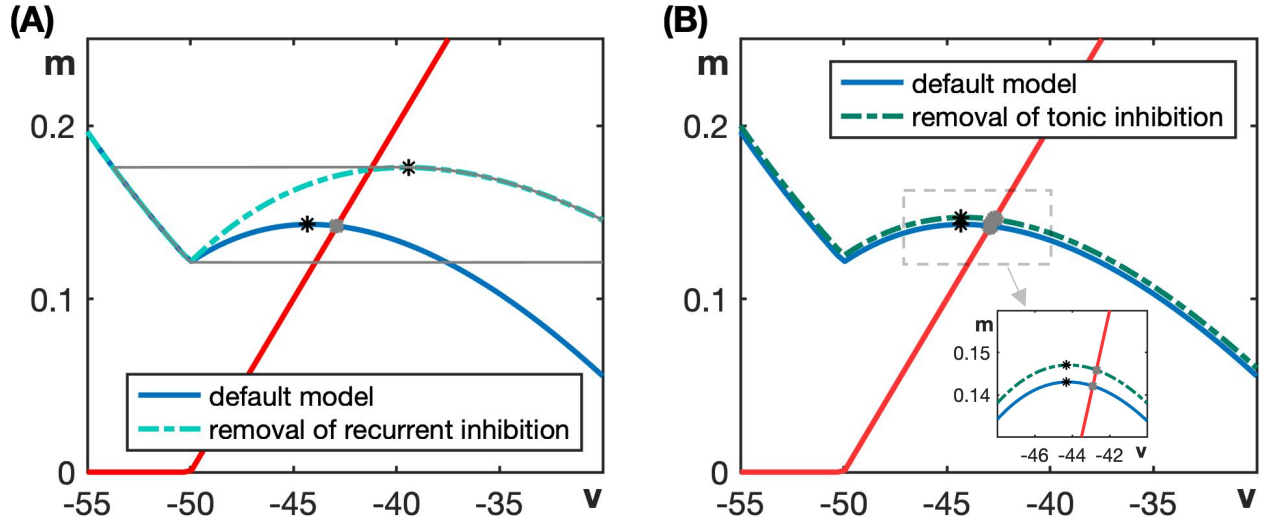 (A)
m
0.2
0.1
0
default model
removal of recurrent inhibition
-55
-50
-45
-40
-35
v
(B)
m
default model
removal of tonic inhibition
0.2
0.1
0
m
0.15
0.14
-46
-44
-42
v
-55
-50
-45
-40
-35
v